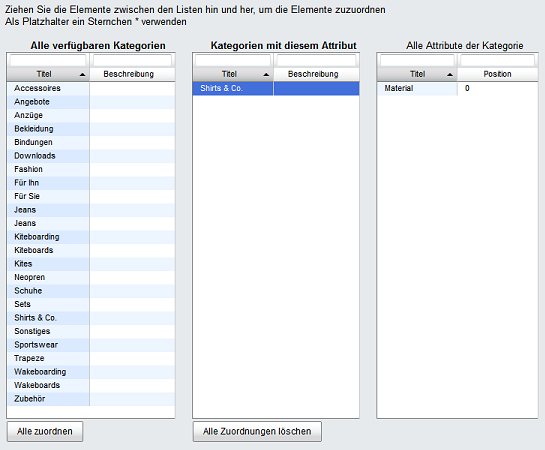 Ziehen Sie die Elemente zwischen den Listen hin und her, um die Elemente zuzuordnen
Als Platzhalter ein Sternchen * verwenden
Alle verfügbaren Kategorien
Titel Beschreibung
Accessoires
Angebote
Anzüge
Bekleidung
Bindungen
Downloads
Fashion
Für Ihn
Für Sie
Jeans
Jeans
Kiteboarding
Kiteboards
Kites
Neopren
Schuhe
Sets
Shirts & Co.
Sonstiges
Sportswear
Trapeze
Wakeboarding
Wakeboards
Zubehör
Alle zuordnen
Kategorien mit diesem Attribut
Titel Beschreibung
Shirts & Co.
Alle Zuordnungen löschen
Alle Attribute der Kategorie
Titel Position
Material 0